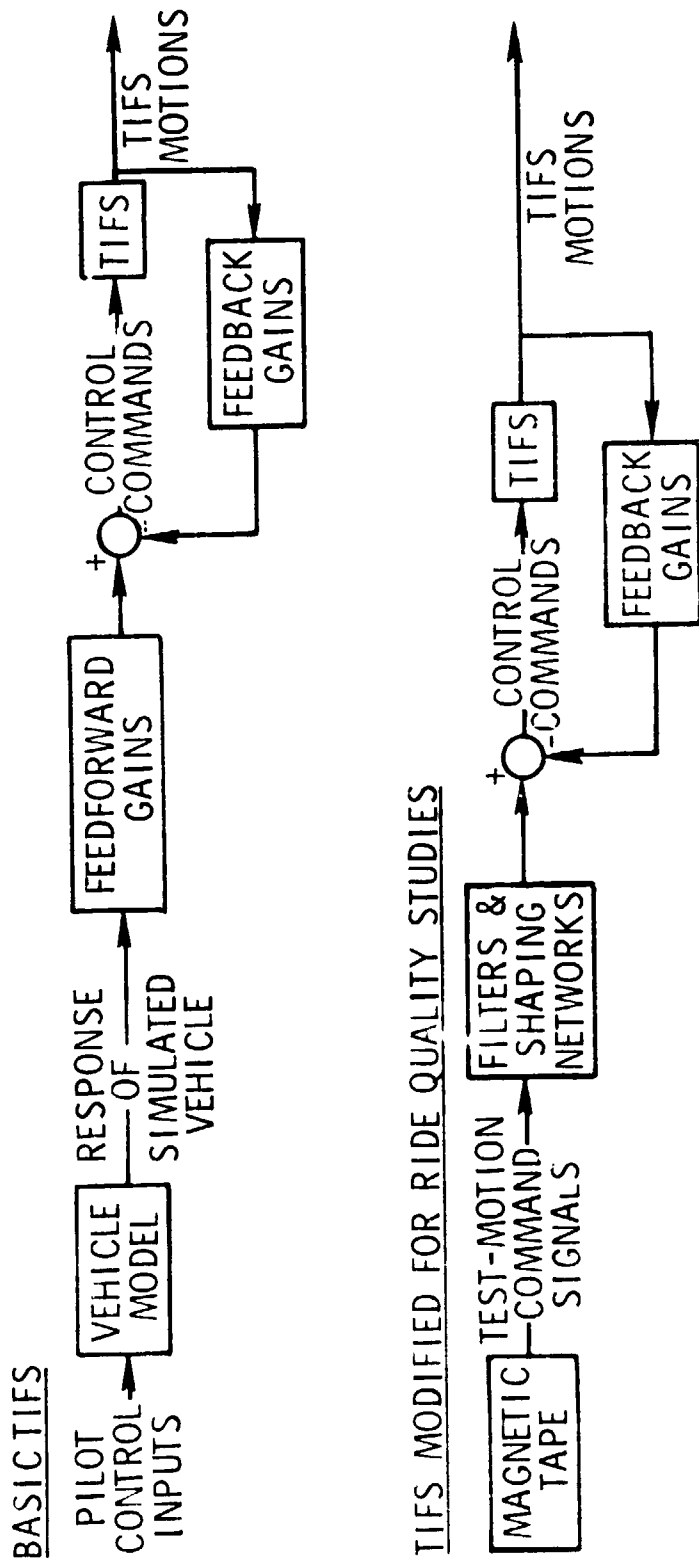 BASIC TIFS
PILOT
CONTROL
INPUTS
VEHICLE
MODEL
RESPONSE
OF
SIMULATED
VEHICLE
FEEDFORWARD
GAINS
+
-
CONTROL
COMMANDS
TIFS
TIFS
MOTIONS
FEEDBACK
GAINS
TIFS MODIFIED FOR RIDE QUALITY STUDIES
MAGNETIC
TAPE
TEST-MOTION
COMMAND
SIGNALS
FILTERS &
SHAPING
NETWORKS
+
-
CONTROL
COMMANDS
TIFS
TIFS
MOTIONS
FEEDBACK
GAINS